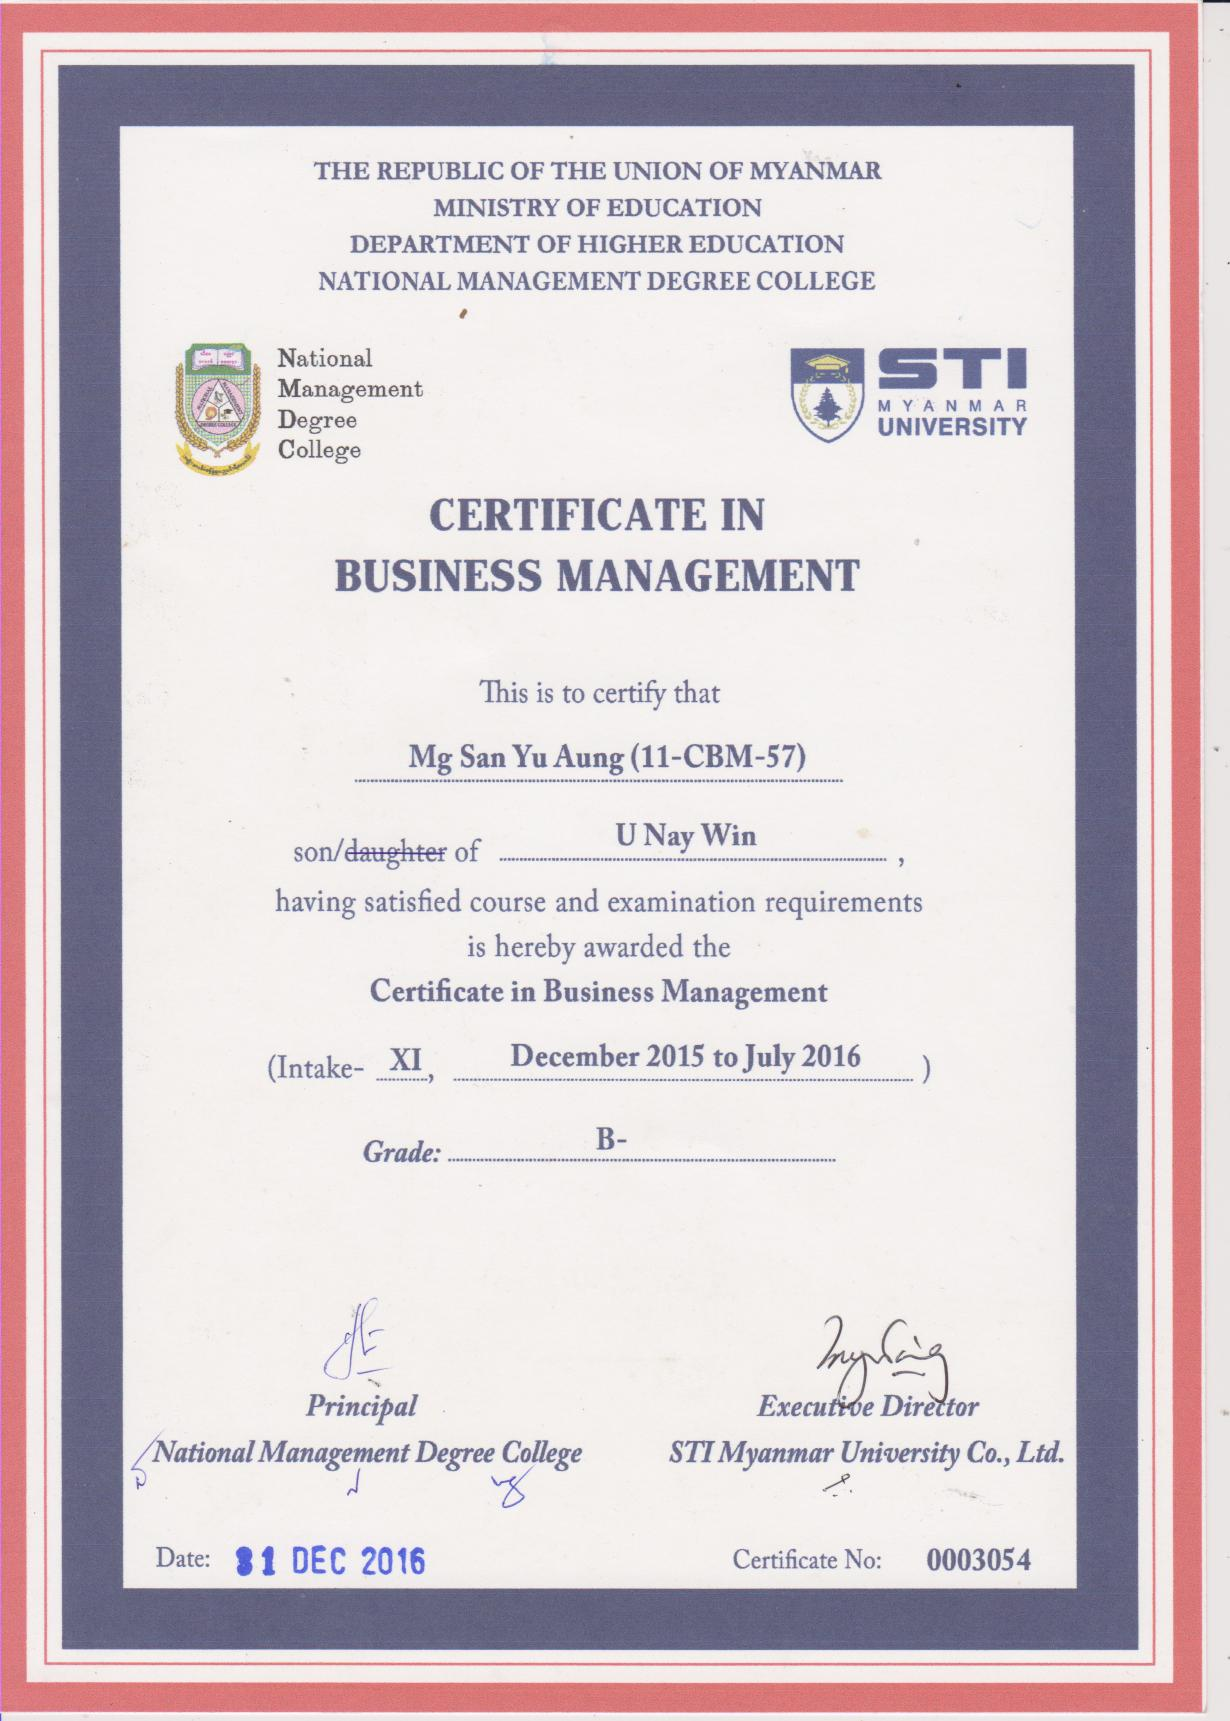 THE REPUBLIC OF THE UNION OF MYANMAR
MINISTRY OF EDUCATION
DEPARTMENT OF HIGHER EDUCATION
NATIONAL MANAGEMENT DEGREE COLLEGE
National
Management
Degree
College
STI
MYANMAR
UNIVERSITY
CERTIFICATE IN
BUSINESS MANAGEMENT
This is to certify that
Mg San Yu Aung (11-CBM-57)
son/daughter of U Nay Win ,
having satisfied course and examination requirements
is hereby awarded the
Certificate in Business Management
(Intake- XI, December 2015 to July 2016 )
Grade: B-
Principal
National Management Degree College
Executive Director
STI Myanmar University Co., Ltd.
Date: 31 DEC 2016
Certificate No: 0003054